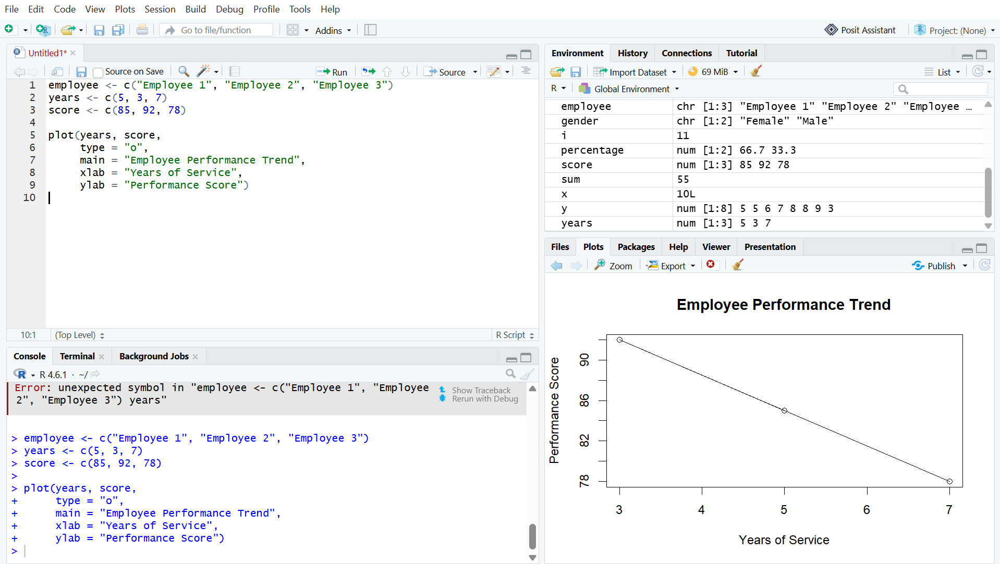 File Edit Code View Plots Session Build Debug Profile Tools Help
Go to file/function Addins Posit Assistant Project: (None)
Untitled1*
Source on Save Run Source
1 employee <- c("Employee 1", "Employee 2", "Employee 3")
2 years <- c(5, 3, 7)
3 score <- c(85, 92, 78)
4
5 plot(years, score,
6 type = "o",
7 main = "Employee Performance Trend",
8 xlab = "Years of Service",
9 ylab = "Performance Score")
10
10:1 (Top Level) R Script
Console Terminal Background Jobs
R R 4.6.1 · ~/
Error: unexpected symbol in "employee <- c("Employee 1", "Employee
2", "Employee 3") years"
Show Traceback
Rerun with Debug
> employee <- c("Employee 1", "Employee 2", "Employee 3")
> years <- c(5, 3, 7)
> score <- c(85, 92, 78)
>
> plot(years, score,
+ type = "o",
+ main = "Employee Performance Trend",
+ xlab = "Years of Service",
+ ylab = "Performance Score")
>
Environment History Connections Tutorial
Import Dataset 69 MiB List
R Global Environment
employee chr [1:3] "Employee 1" "Employee 2" "Employee …
gender chr [1:2] "Female" "Male"
i 11
percentage num [1:2] 66.7 33.3
score num [1:3] 85 92 78
sum 55
x 10L
y num [1:8] 5 5 6 7 8 8 9 3
years num [1:3] 5 3 7
Files Plots Packages Help Viewer Presentation
Zoom Export Publish
Employee Performance Trend
Performance Score
90
86
82
78
3 4 5 6 7
Years of Service